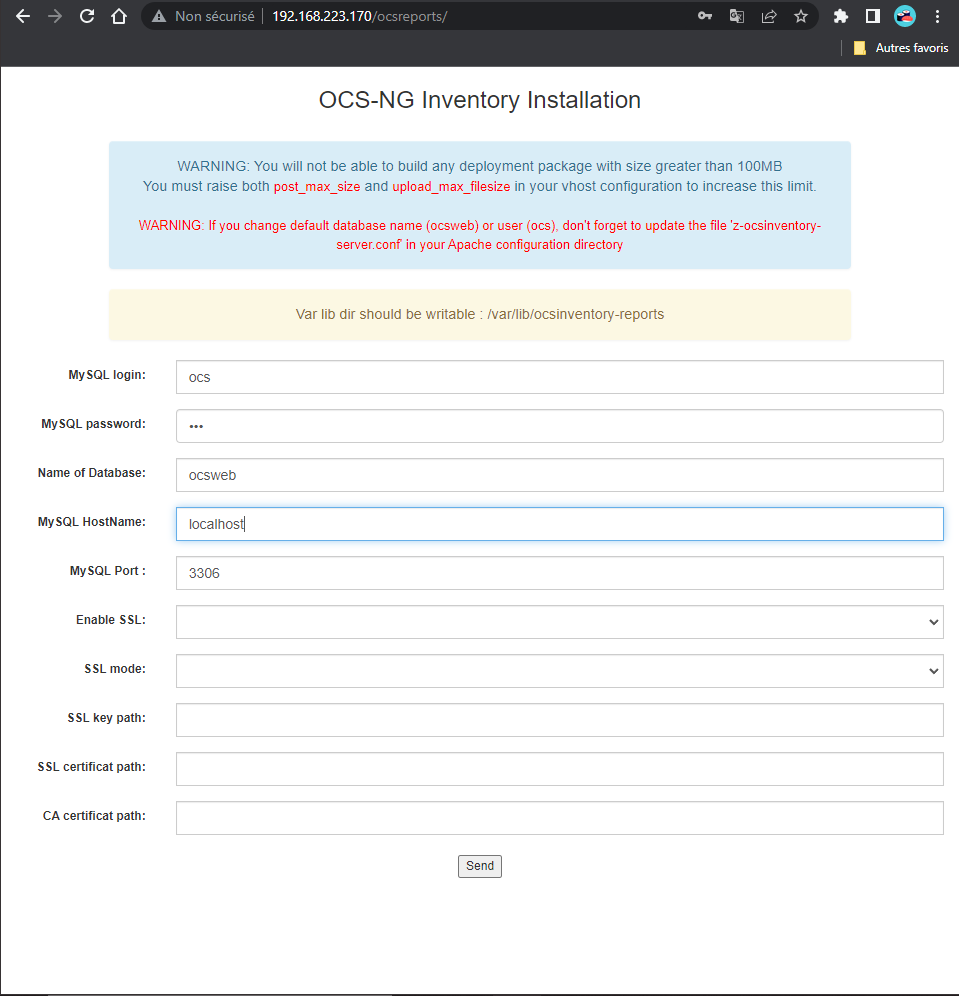 Non sécurisé 192.168.223.170/ocsreports/
Autres favoris
OCS-NG Inventory Installation
WARNING: You will not be able to build any deployment package with size greater than 100MB
You must raise both post_max_size and upload_max_filesize in your vhost configuration to increase this limit.
WARNING: If you change default database name (ocsweb) or user (ocs), don't forget to update the file 'z-ocsinventory-
server.conf' in your Apache configuration directory
Var lib dir should be writable : /var/lib/ocsinventory-reports
MySQL login: ocs
MySQL password: •••
Name of Database: ocsweb
MySQL HostName: localhost
MySQL Port : 3306
Enable SSL:
SSL mode:
SSL key path:
SSL certificat path:
CA certificat path:
Send